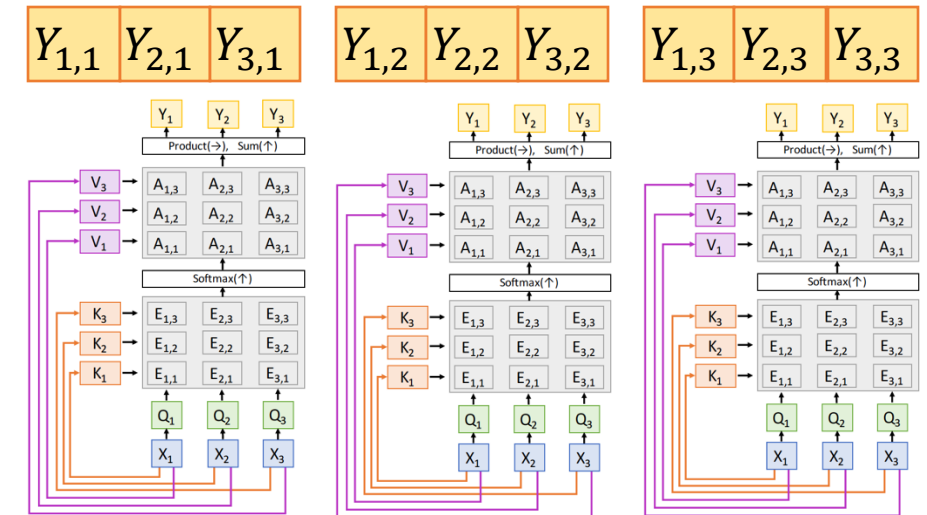 Y1,1 Y2,1 Y3,1
Y1 Y2 Y3
Product(→), Sum(↑)
V3 A1,3 A2,3 A3,3
V2 A1,2 A2,2 A3,2
V1 A1,1 A2,1 A3,1
Softmax(↑)
K3 E1,3 E2,3 E3,3
K2 E1,2 E2,2 E3,2
K1 E1,1 E2,1 E3,1
Q1 Q2 Q3
X1 X2 X3
Y1,2 Y2,2 Y3,2
Y1 Y2 Y3
Product(→), Sum(↑)
V3 A1,3 A2,3 A3,3
V2 A1,2 A2,2 A3,2
V1 A1,1 A2,1 A3,1
Softmax(↑)
K3 E1,3 E2,3 E3,3
K2 E1,2 E2,2 E3,2
K1 E1,1 E2,1 E3,1
Q1 Q2 Q3
X1 X2 X3
Y1,3 Y2,3 Y3,3
Y1 Y2 Y3
Product(→), Sum(↑)
V3 A1,3 A2,3 A3,3
V2 A1,2 A2,2 A3,2
V1 A1,1 A2,1 A3,1
Softmax(↑)
K3 E1,3 E2,3 E3,3
K2 E1,2 E2,2 E3,2
K1 E1,1 E2,1 E3,1
Q1 Q2 Q3
X1 X2 X3